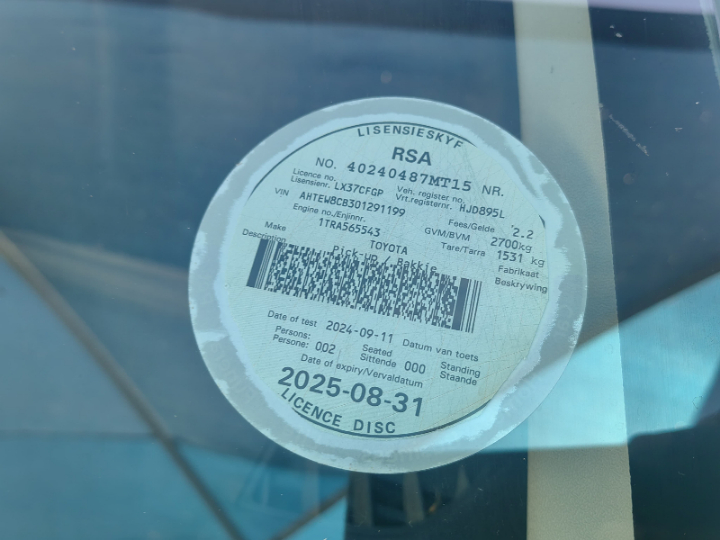 LISENSIESKYF
RSA
NO. 40240487MT15 NR.
Licence no. Veh. register no.
Lisensienr. LX37CFGP Vrt.registernr. HJD895L
VIN AHTEW8CB301291199 Fees/Gelde 2.2
Engine no./Enjinnr. GVM/BVM 2700kg
1TRA565543 Tare/Tarra 1531 kg
Make TOYOTA Fabrikaat
Description Pick-up / Bakkie Beskrywing
Date of test 2024-09-11 Datum van toets
Persons: Seated Standing
Persone: 002 Sittende 000 Staande
Date of expiry/Vervaldatum
2025-08-31
LICENCE DISC